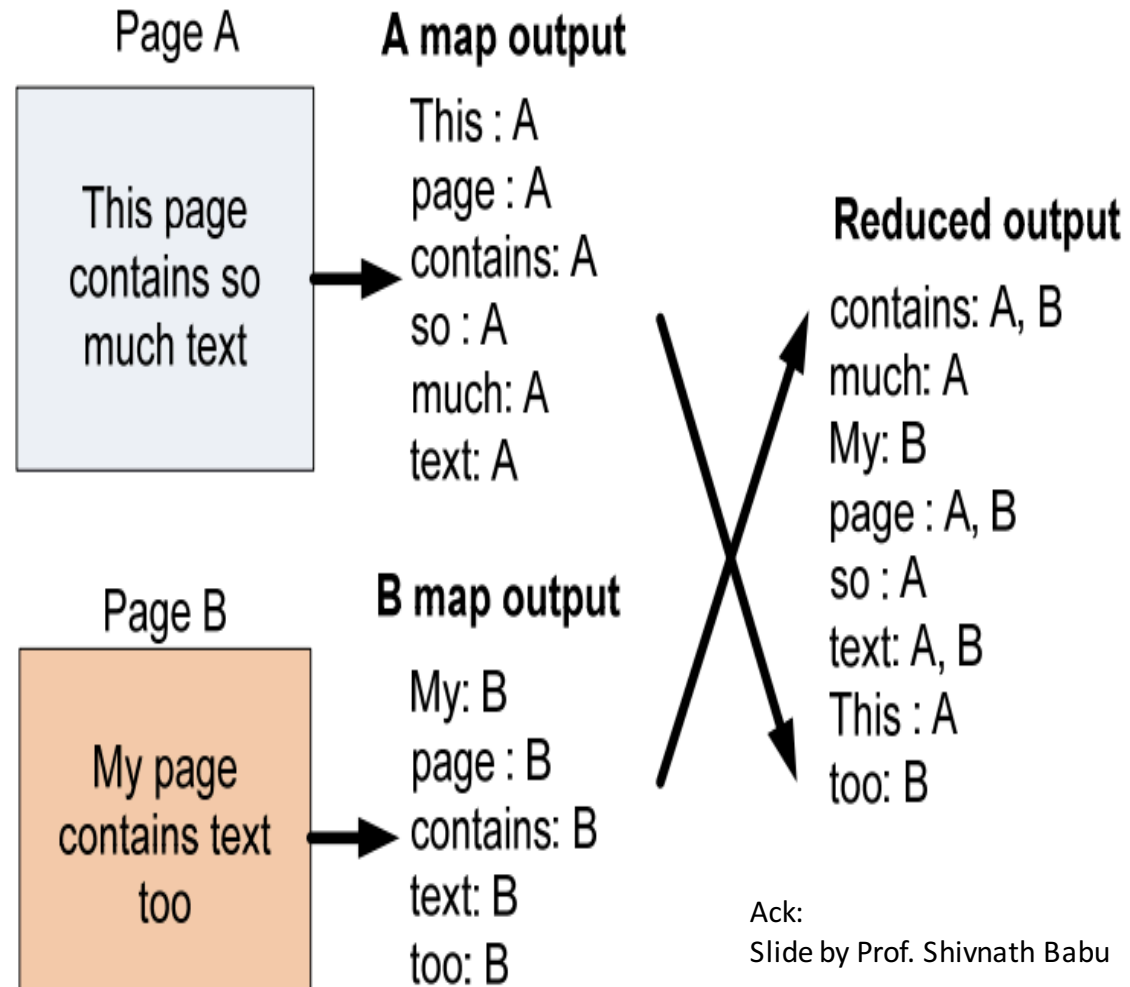 Page A
This page
contains so
much text
A map output
This : A
page : A
contains: A
so : A
much: A
text: A
Page B
My page
contains text
too
B map output
My: B
page : B
contains: B
text: B
too: B
Reduced output
contains: A, B
much: A
My: B
page : A, B
so : A
text: A, B
This : A
too: B
Ack:
Slide by Prof. Shivnath Babu